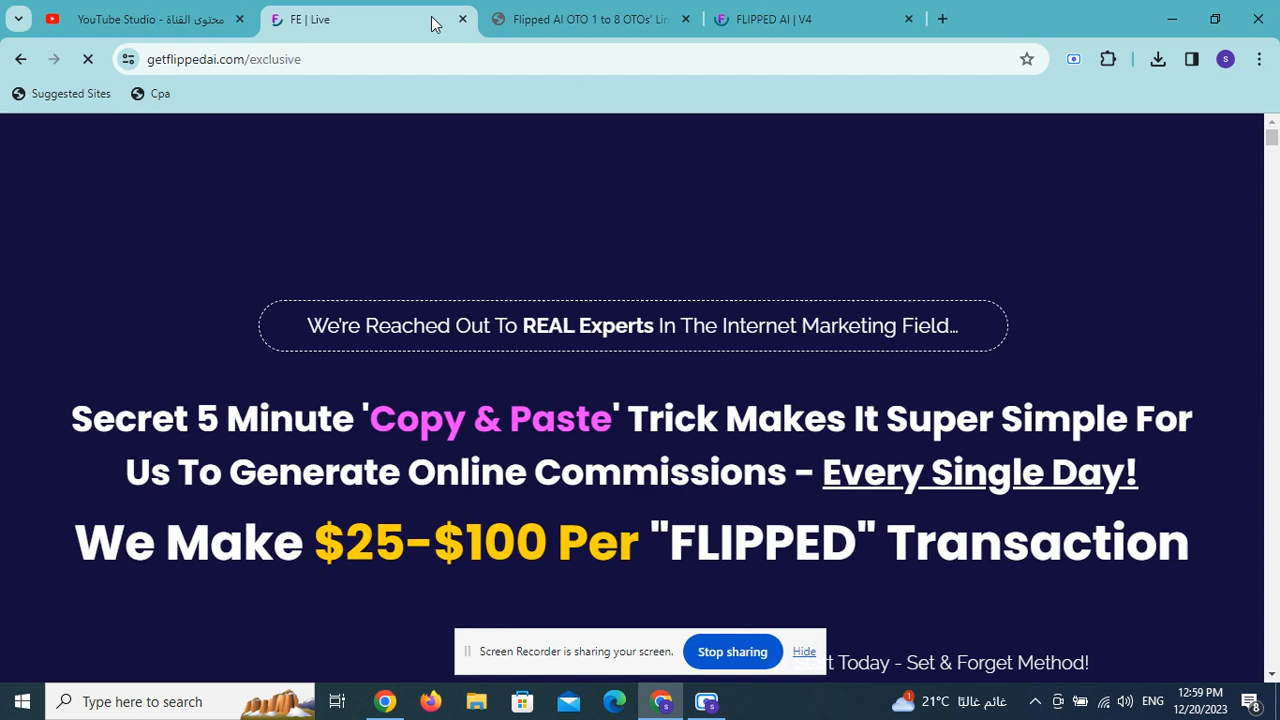 YouTube Studio - محتوى القناة
FE | Live
Flipped AI OTO 1 to 8 OTOs' Lin
FLIPPED AI | V4
getflippedai.com/exclusive
S
Suggested Sites
Cpa
We're Reached Out To REAL Experts In The Internet Marketing Field...
Secret 5 Minute 'Copy & Paste' Trick Makes It Super Simple For
Us To Generate Online Commissions - Every Single Day!
We Make $25-$100 Per "FLIPPED" Transaction
Screen Recorder is sharing your screen.
Stop sharing
Hide
Today - Set & Forget Method!
Type here to search
1
21°C غائم غالبًا
ENG
12:59 PM
12/20/2023
8